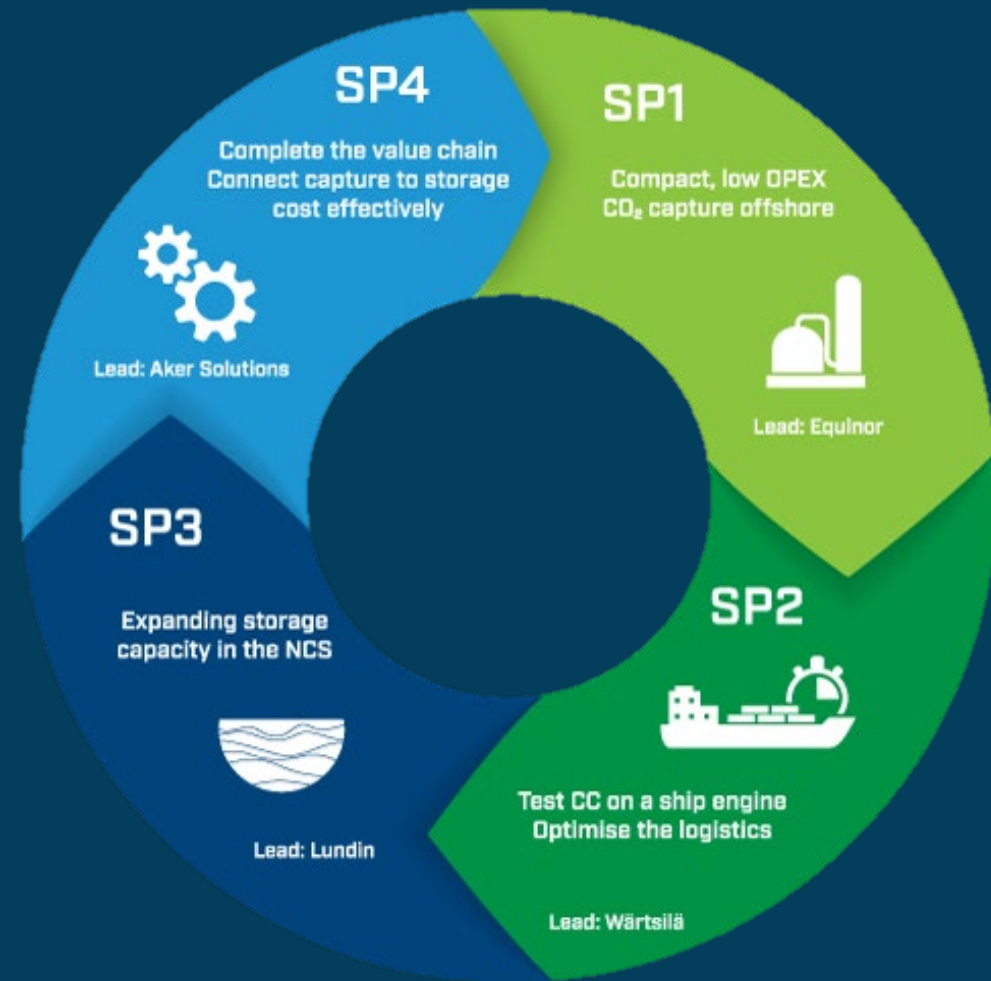 SP1
Compact, low OPEX
CO₂ capture offshore
Lead: Equinor
SP2
Test CC on a ship engine
Optimise the logistics
Lead: Wärtsilä
SP3
Expanding storage
capacity in the NCS
Lead: Lundin
SP4
Complete the value chain
Connect capture to storage
cost effectively
Lead: Aker Solutions